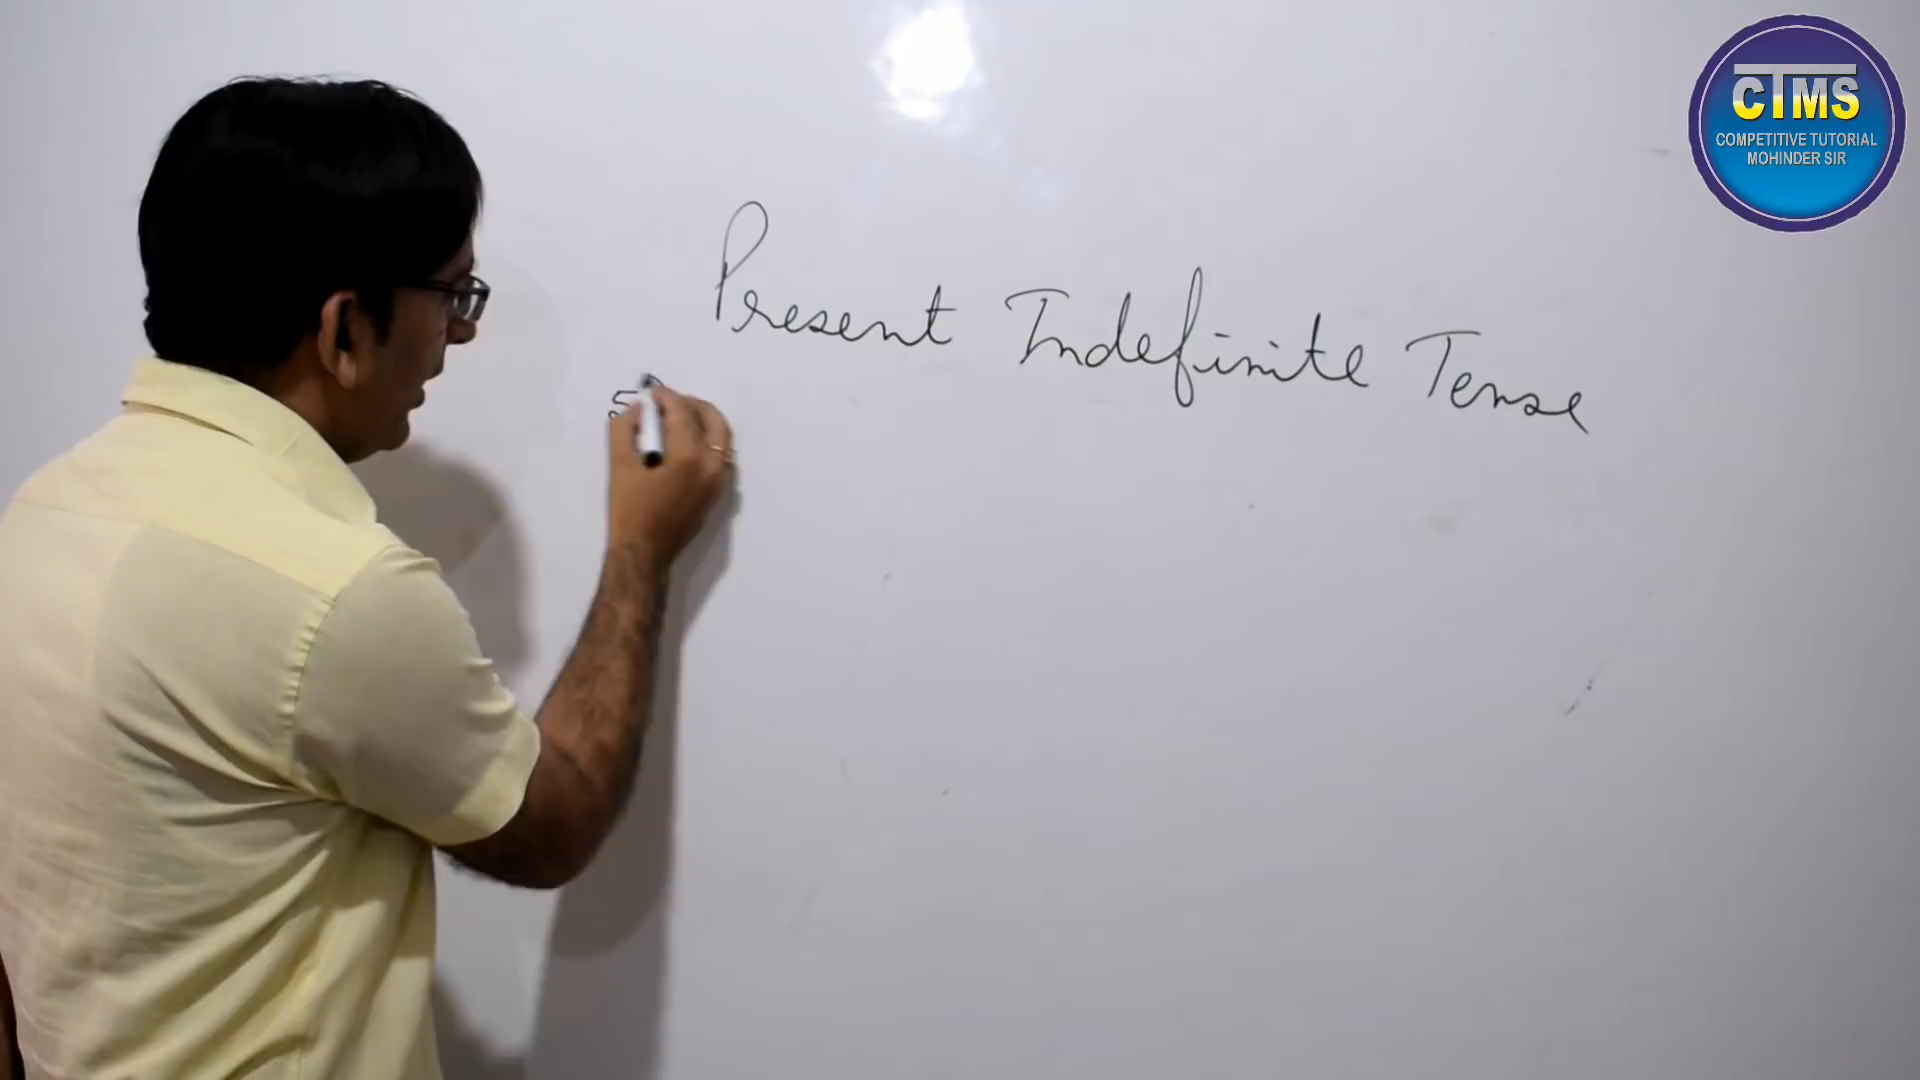 CTMS
COMPETITIVE TUTORIAL
MOHINDER SIR
Present Indefinite Tense